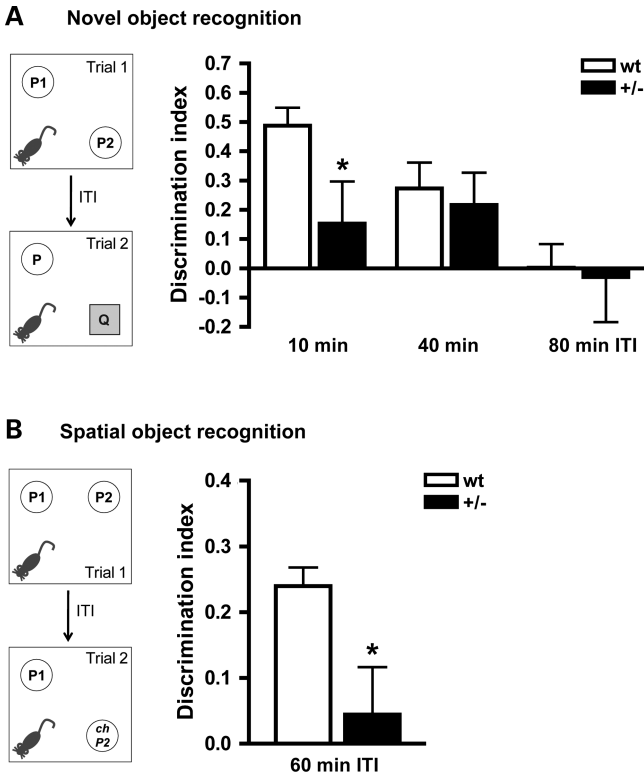 A Novel object recognition
Trial 1
P1
P2
ITI
Trial 2
P
Q
Discrimination index
0.7
0.6
0.5
0.4
0.3
0.2
0.1
0.0
-0.1
-0.2
*
wt
+/-
10 min 40 min 80 min ITI
B Spatial object recognition
P1 P2
Trial 1
ITI
Trial 2
P1
ch
P2
Discrimination index
0.4
0.3
0.2
0.1
0.0
*
wt
+/-
60 min ITI